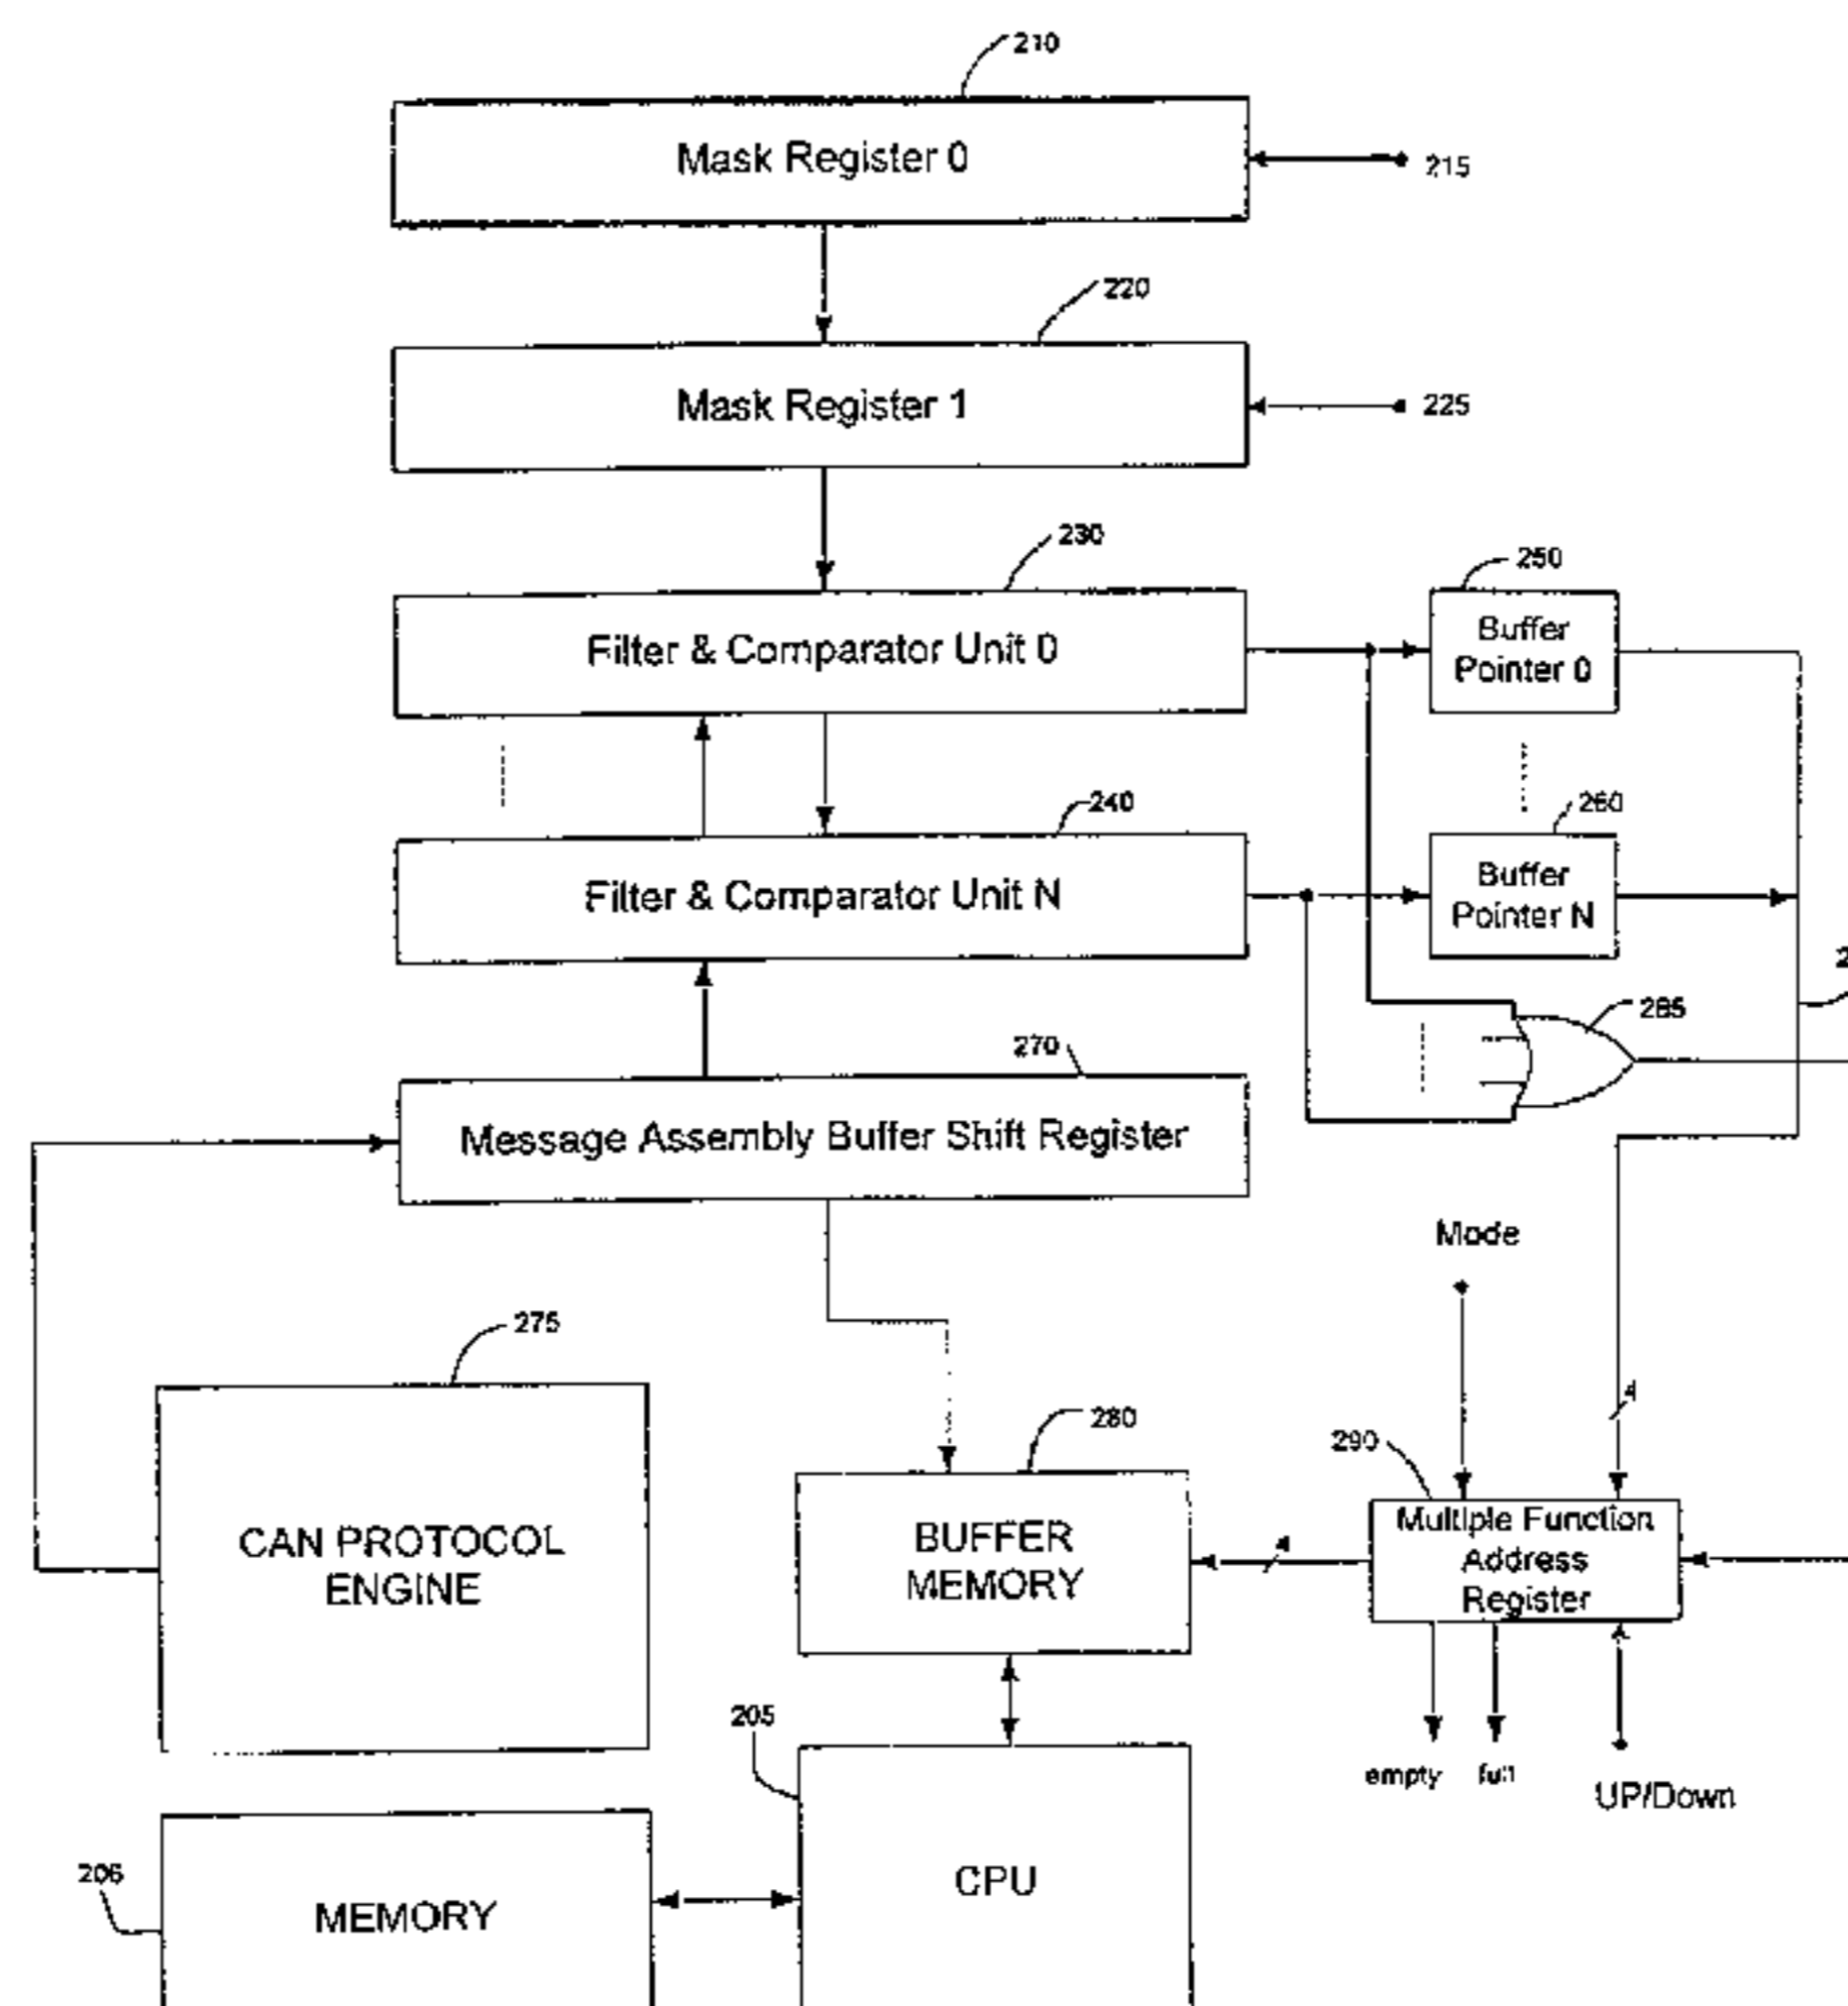 210
Mask Register 0
215
220
Mask Register 1
225
230
Filter & Comparator Unit 0
250
Buffer
Pointer 0
240
Filter & Comparator Unit N
260
Buffer
Pointer N
2
285
270
Message Assembly Buffer Shift Register
Mode
275
CAN PROTOCOL
ENGINE
280
BUFFER
MEMORY
4
4
290
Multiple Function
Address
Register
205
empty
full
UP/Down
206
MEMORY
CPU